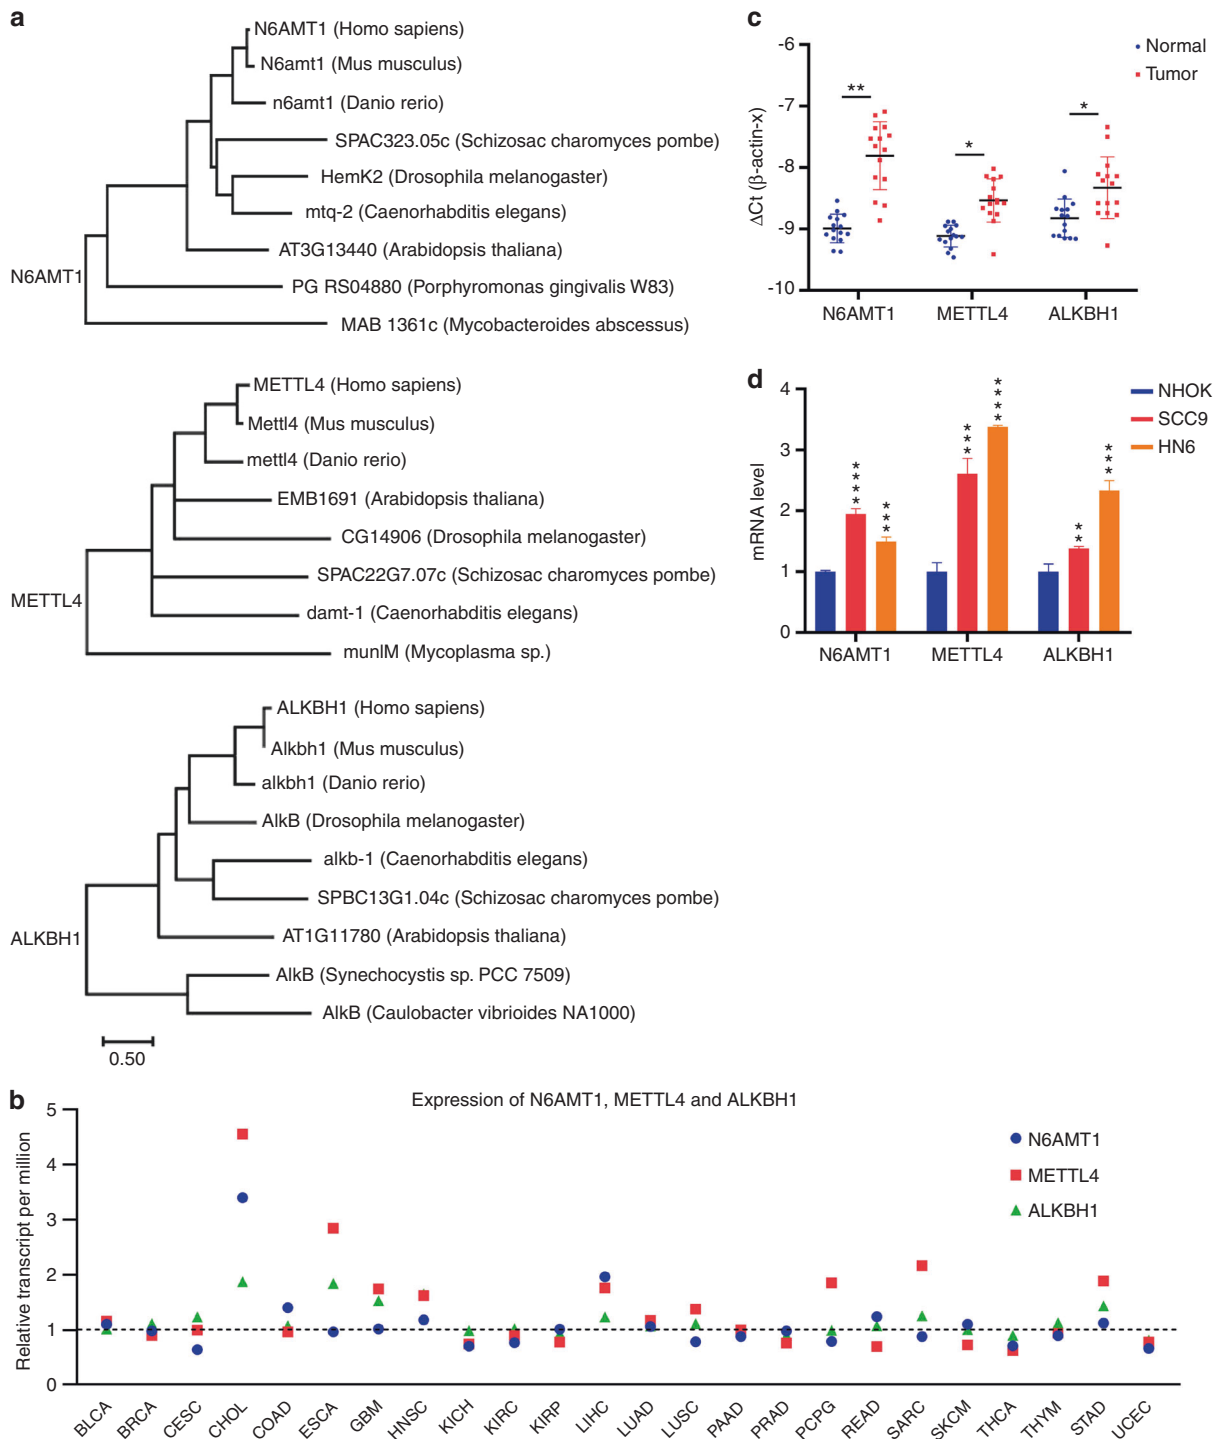 a
N6AMT1 (Homo sapiens)
N6amt1 (Mus musculus)
n6amt1 (Danio rerio)
SPAC323.05c (Schizosac charomyces pombe)
HemK2 (Drosophila melanogaster)
mtq-2 (Caenorhabditis elegans)
AT3G13440 (Arabidopsis thaliana)
N6AMT1
PG RS04880 (Porphyromonas gingivalis W83)
MAB 1361c (Mycobacteroides abscessus)
METTL4 (Homo sapiens)
Mettl4 (Mus musculus)
mettl4 (Danio rerio)
EMB1691 (Arabidopsis thaliana)
CG14906 (Drosophila melanogaster)
SPAC22G7.07c (Schizosac charomyces pombe)
METTL4
damt-1 (Caenorhabditis elegans)
munIM (Mycoplasma sp.)
ALKBH1 (Homo sapiens)
Alkbh1 (Mus musculus)
alkbh1 (Danio rerio)
AlkB (Drosophila melanogaster)
alkb-1 (Caenorhabditis elegans)
SPBC13G1.04c (Schizosac charomyces pombe)
ALKBH1
AT1G11780 (Arabidopsis thaliana)
AlkB (Synechocystis sp. PCC 7509)
AlkB (Caulobacter vibrioides NA1000)
0.50
c
-6
-7
-8
-9
-10
ΔCt (β-actin-x)
** * *
Normal
Tumor
N6AMT1 METTL4 ALKBH1
d
4
3
2
1
0
mRNA level
**** *** *** **** ** ***
NHOK
SCC9
HN6
N6AMT1 METTL4 ALKBH1
b
Expression of N6AMT1, METTL4 and ALKBH1
5
4
3
2
1
0
Relative transcript per million
N6AMT1
METTL4
ALKBH1
BLCA BRCA CESC CHOL COAD ESCA GBM HNSC KICH KIRC KIRP LIHC LUAD LUSC PAAD PRAD PCPG READ SARC SKCM THCA THYM STAD UCEC